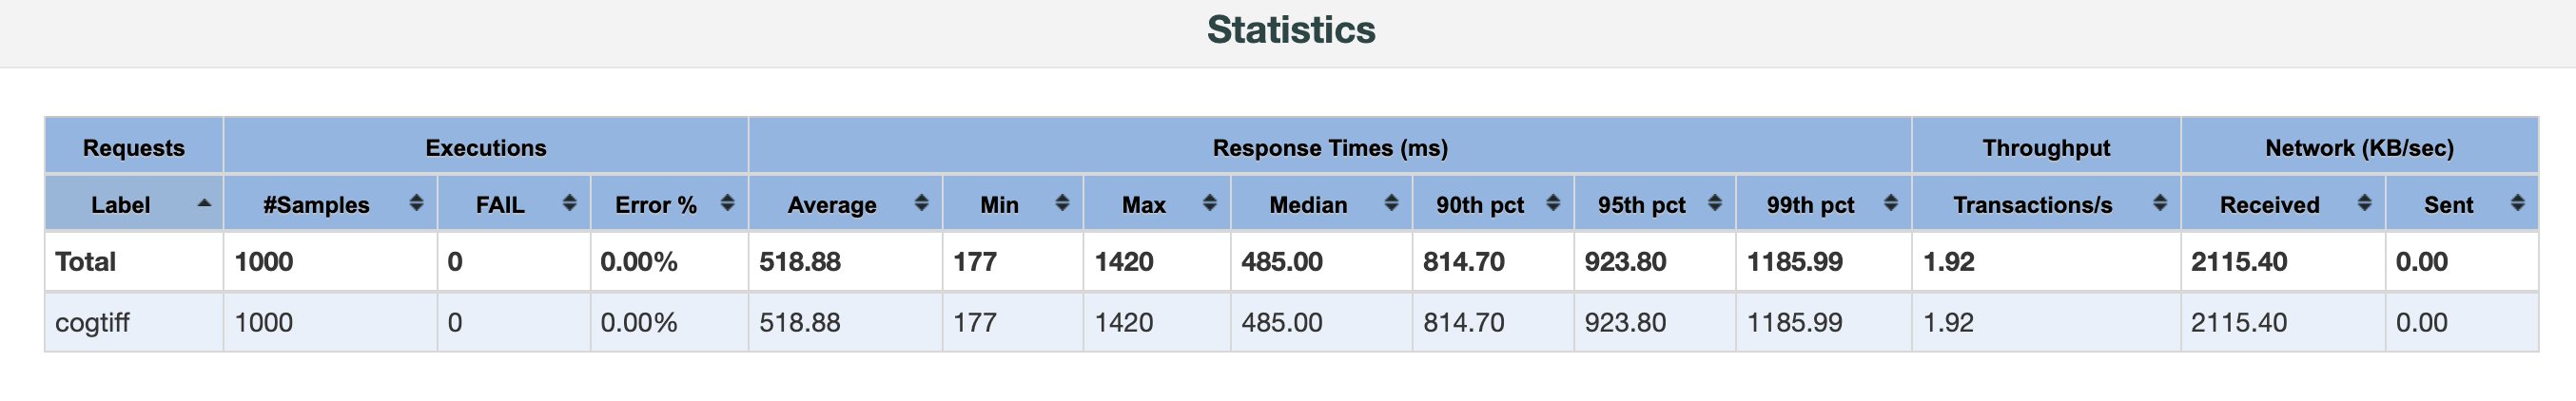 Statistics
Requests Executions Response Times (ms) Throughput Network (KB/sec)
Label #Samples FAIL Error % Average Min Max Median 90th pct 95th pct 99th pct Transactions/s Received Sent
Total 1000 0 0.00% 518.88 177 1420 485.00 814.70 923.80 1185.99 1.92 2115.40 0.00
cogtiff 1000 0 0.00% 518.88 177 1420 485.00 814.70 923.80 1185.99 1.92 2115.40 0.00